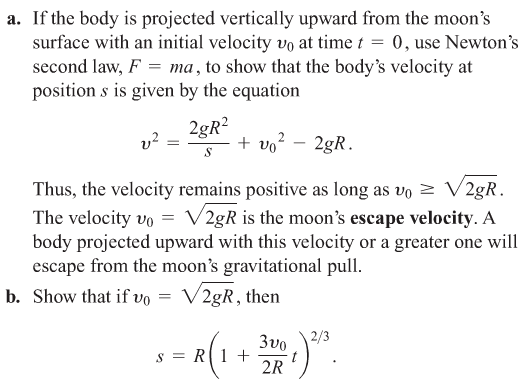 a. If the body is projected vertically upward from the moon's
surface with an initial velocity v₀ at time t = 0, use Newton's
second law, F = ma, to show that the body's velocity at
position s is given by the equation
v² = 2gR²/s + v₀² − 2gR.
Thus, the velocity remains positive as long as v₀ ≥ √2gR.
The velocity v₀ = √2gR is the moon's escape velocity. A
body projected upward with this velocity or a greater one will
escape from the moon's gravitational pull.
b. Show that if v₀ = √2gR, then
s = R(1 + 3v₀/2R t)^2/3.